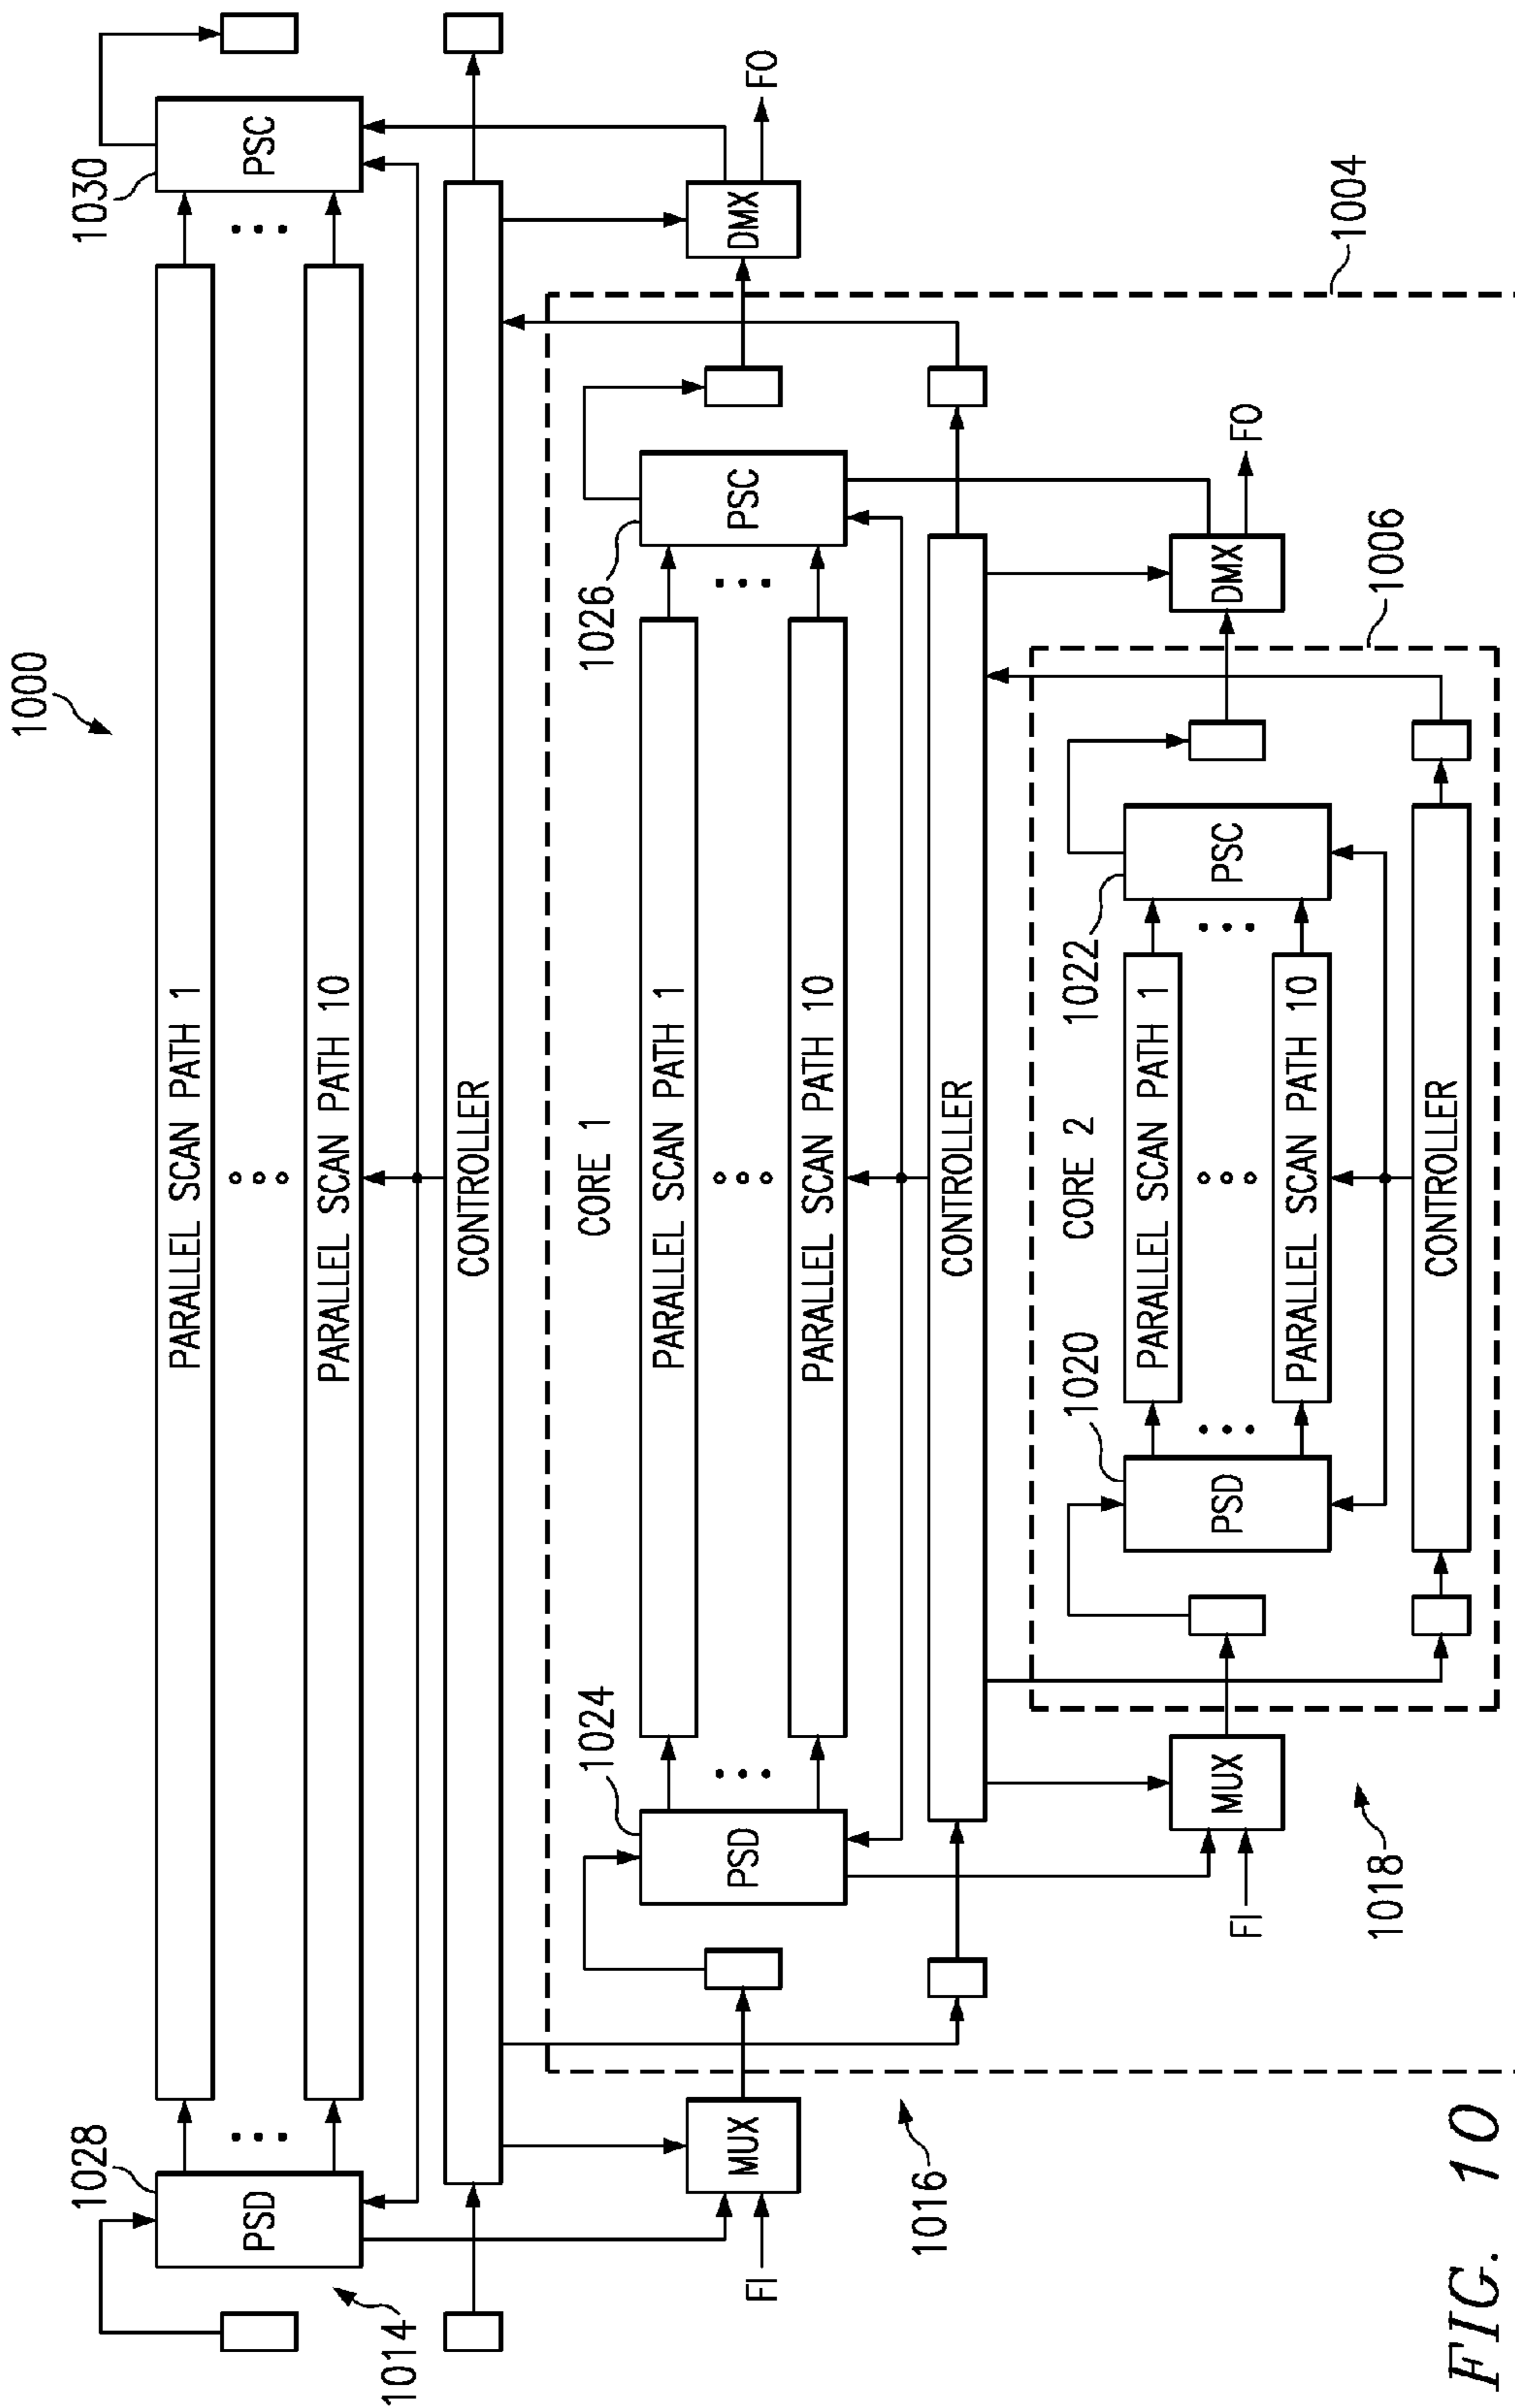 1000
1028
1030
PSD
PARALLEL SCAN PATH 1
PSC
PARALLEL SCAN PATH 10
1014
CONTROLLER
FI
MUX
DMX
FO
1016
CORE 1
1024
1026
PSD
PARALLEL SCAN PATH 1
PSC
PARALLEL SCAN PATH 10
CONTROLLER
1004
FI
MUX
DMX
FO
1018
1006
CORE 2
1020
1022
PSD
PARALLEL SCAN PATH 1
PSC
PARALLEL SCAN PATH 10
CONTROLLER
FIG. 10